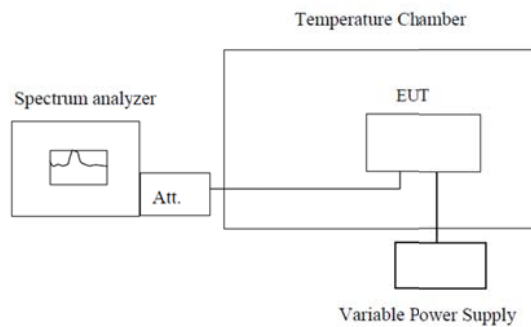 Temperature Chamber
Spectrum analyzer
EUT
Att.
Variable Power Supply